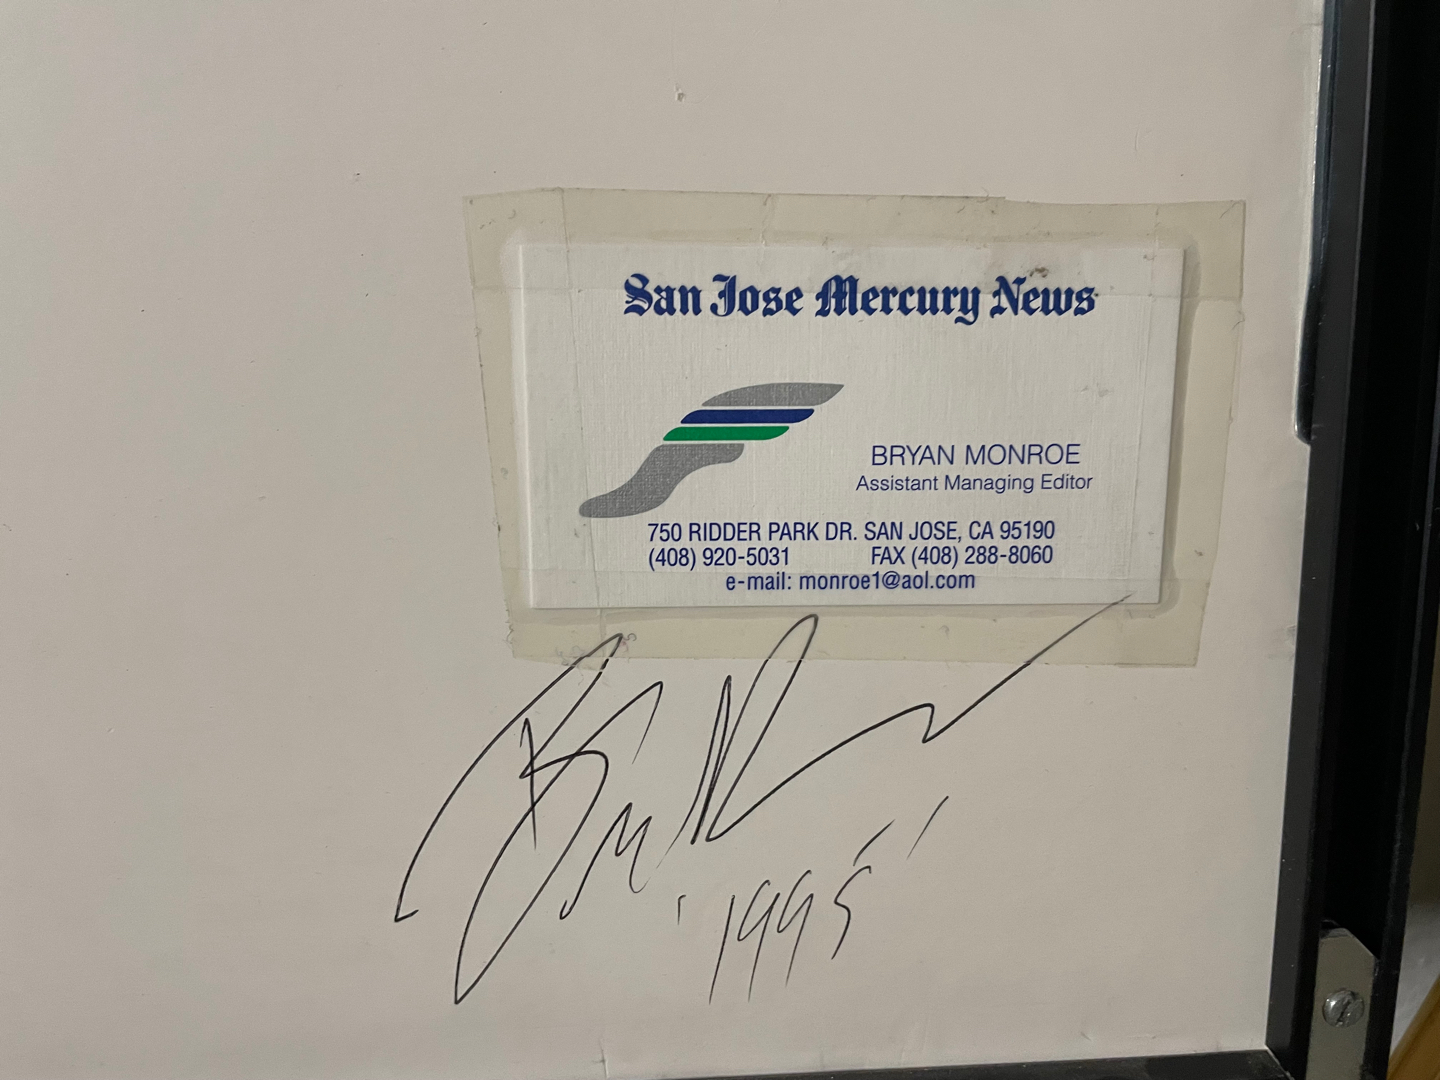 San Jose Mercury News
BRYAN MONROE
Assistant Managing Editor
750 RIDDER PARK DR. SAN JOSE, CA 95190
(408) 920-5031 FAX (408) 288-8060
e-mail: monroe1@aol.com
'1995'